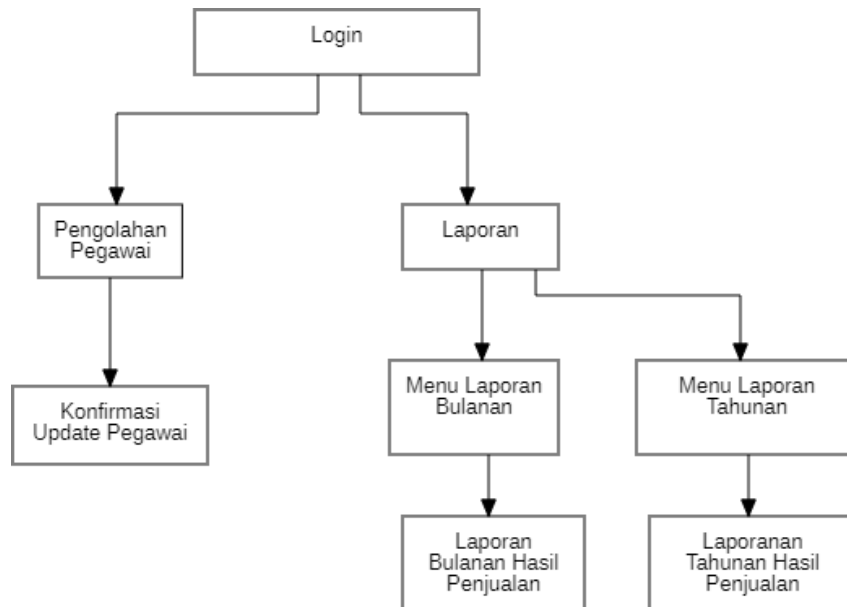 Login
Pengolahan
Pegawai
Laporan
Konfirmasi
Update Pegawai
Menu Laporan
Bulanan
Menu Laporan
Tahunan
Laporan
Bulanan Hasil
Penjualan
Laporanan
Tahunan Hasil
Penjualan